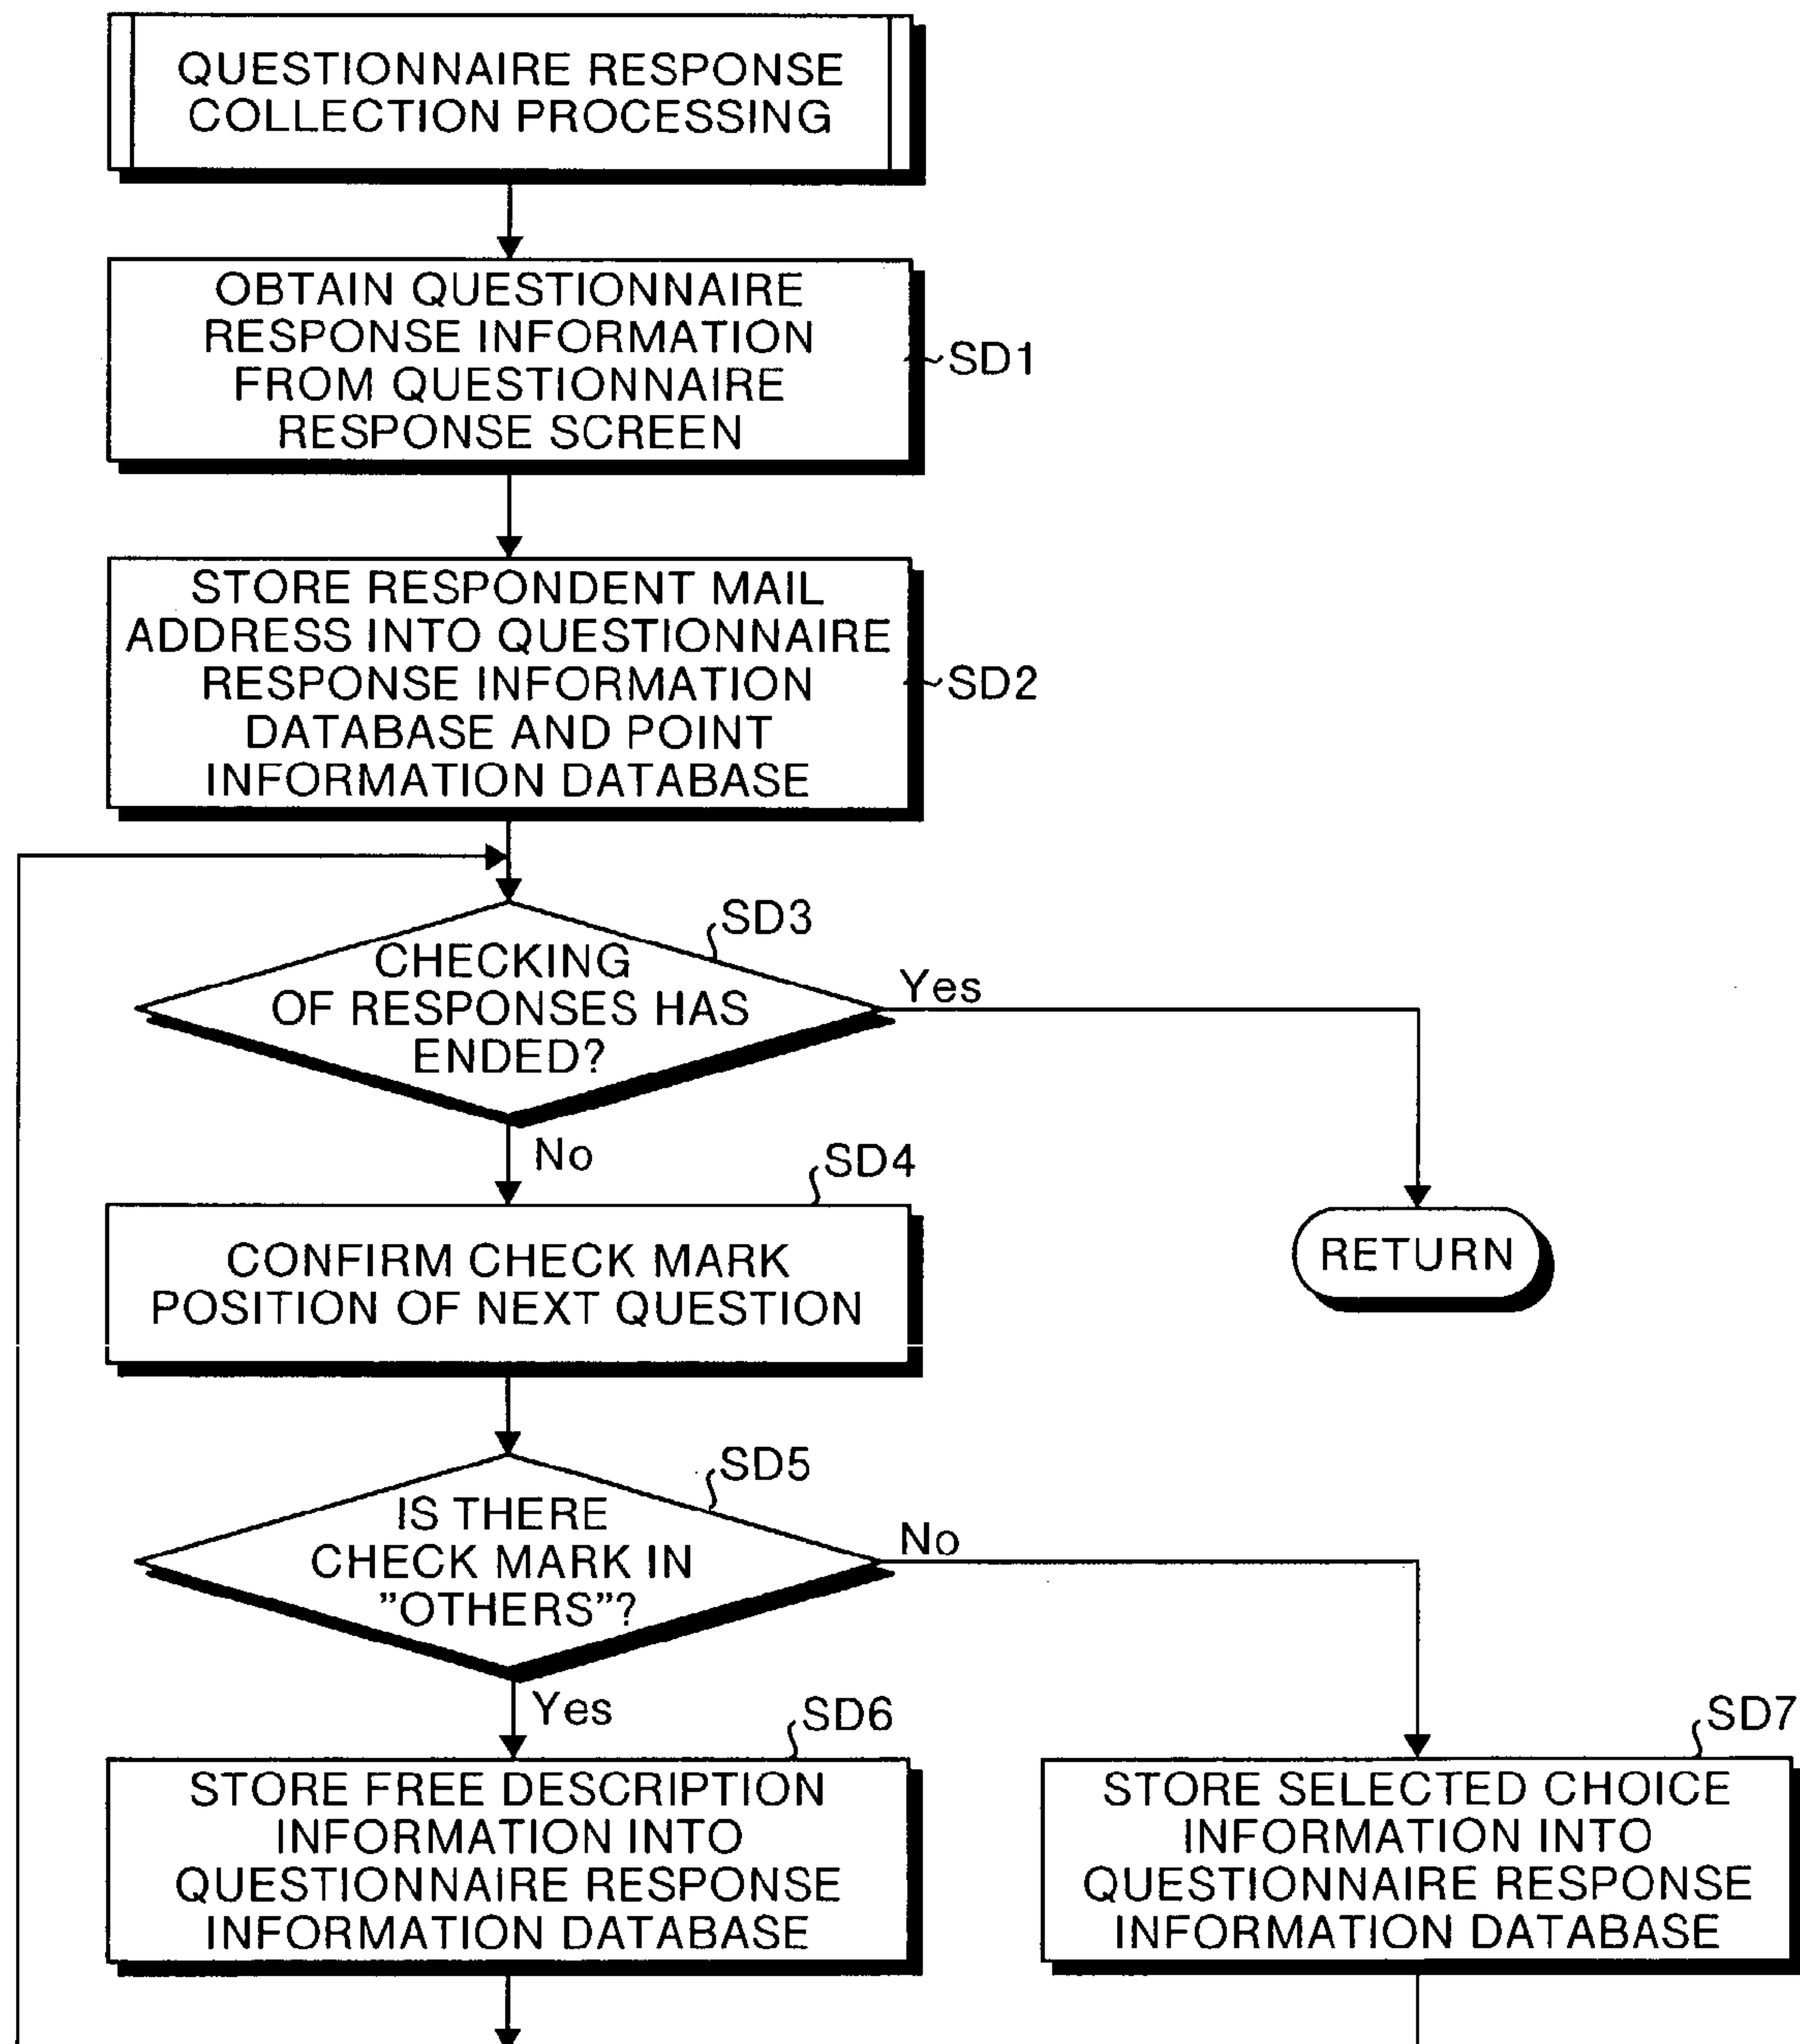 QUESTIONNAIRE RESPONSE
COLLECTION PROCESSING
OBTAIN QUESTIONNAIRE
RESPONSE INFORMATION
FROM QUESTIONNAIRE
RESPONSE SCREEN
SD1
STORE RESPONDENT MAIL
ADDRESS INTO QUESTIONNAIRE
RESPONSE INFORMATION
DATABASE AND POINT
INFORMATION DATABASE
SD2
SD3
CHECKING
OF RESPONSES HAS
ENDED?
Yes
No
SD4
CONFIRM CHECK MARK
POSITION OF NEXT QUESTION
RETURN
SD5
IS THERE
CHECK MARK IN
”OTHERS”?
No
Yes
SD6
STORE FREE DESCRIPTION
INFORMATION INTO
QUESTIONNAIRE RESPONSE
INFORMATION DATABASE
SD7
STORE SELECTED CHOICE
INFORMATION INTO
QUESTIONNAIRE RESPONSE
INFORMATION DATABASE